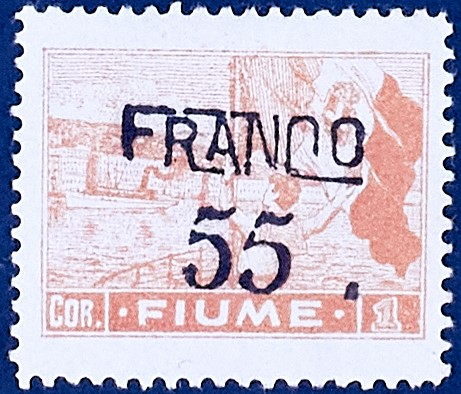 FRANCO
55.
COR. · FIUME · 1